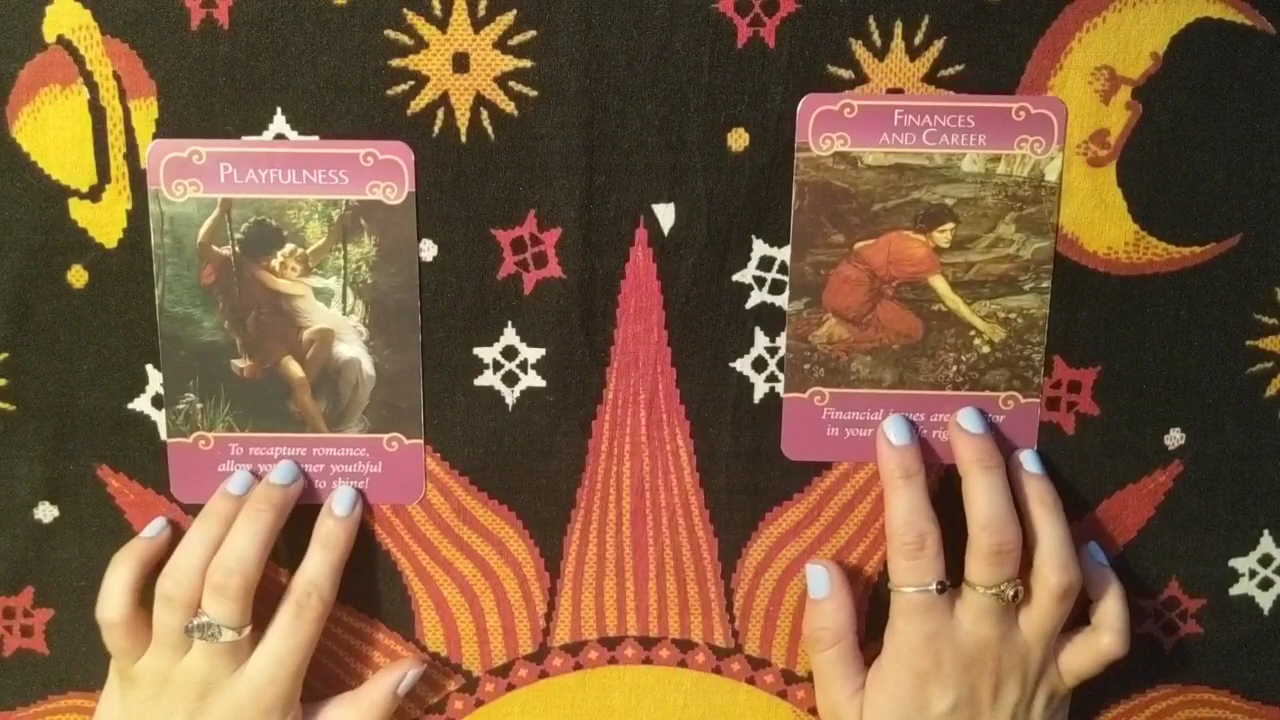 PLAYFULNESS
To recapture romance,
allow your inner youthful
to shine!
FINANCES
AND CAREER
Financial issues are
in your